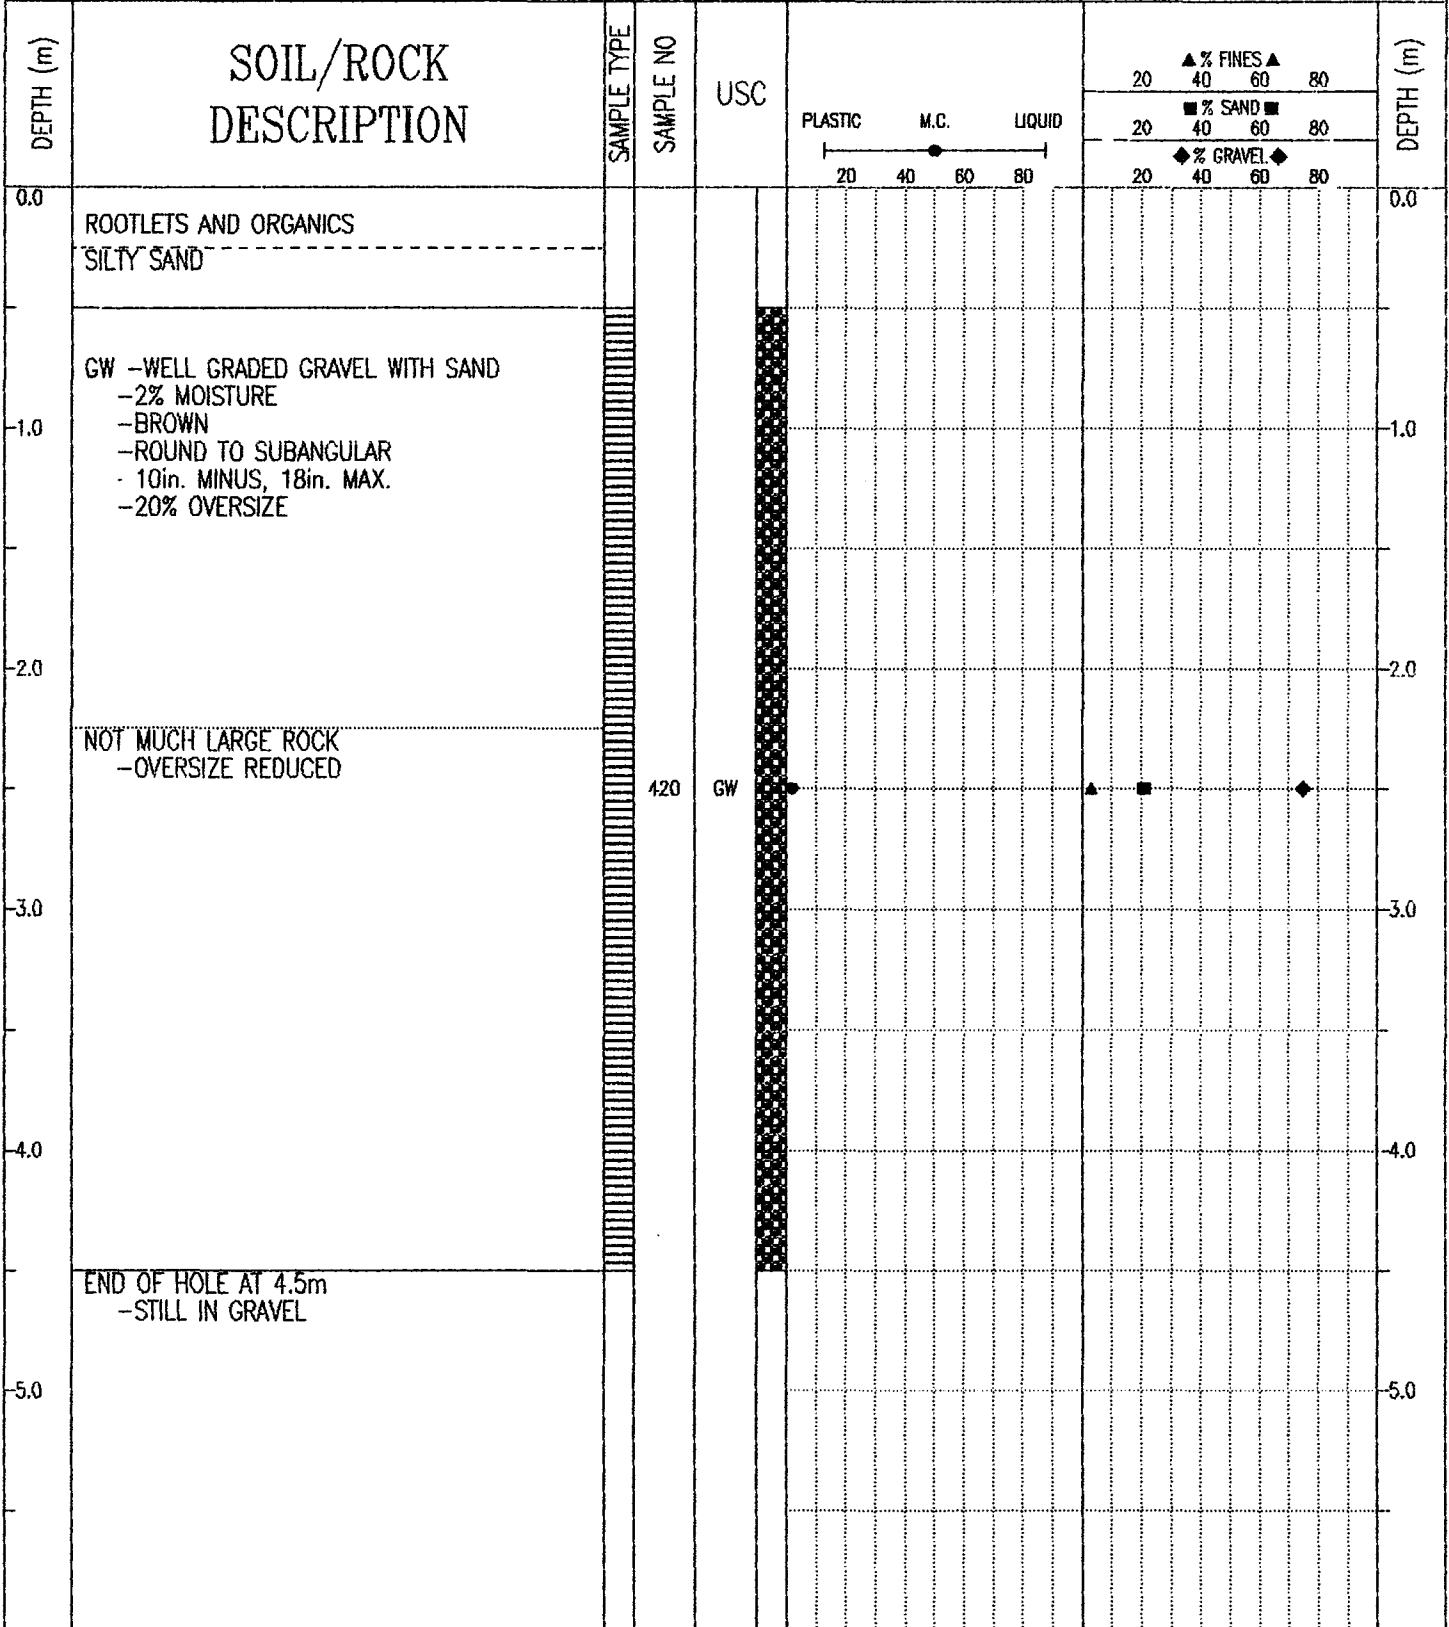 DEPTH (m)
SOIL/ROCK
DESCRIPTION
SAMPLE TYPE
SAMPLE NO
USC
PLASTIC M.C. LIQUID
20 40 60 80
▲ % FINES ▲
20 40 60 80
■ % SAND ■
20 40 60 80
◆ % GRAVEL ◆
20 40 60 80
DEPTH (m)
0.0
0.0
ROOTLETS AND ORGANICS
SILTY SAND
GW -WELL GRADED GRAVEL WITH SAND
-2% MOISTURE
-BROWN
1.0
1.0
-ROUND TO SUBANGULAR
- 10in. MINUS, 18in. MAX.
-20% OVERSIZE
2.0
2.0
NOT MUCH LARGE ROCK
-OVERSIZE REDUCED
420 GW
3.0
3.0
4.0
4.0
END OF HOLE AT 4.5m
-STILL IN GRAVEL
5.0
5.0